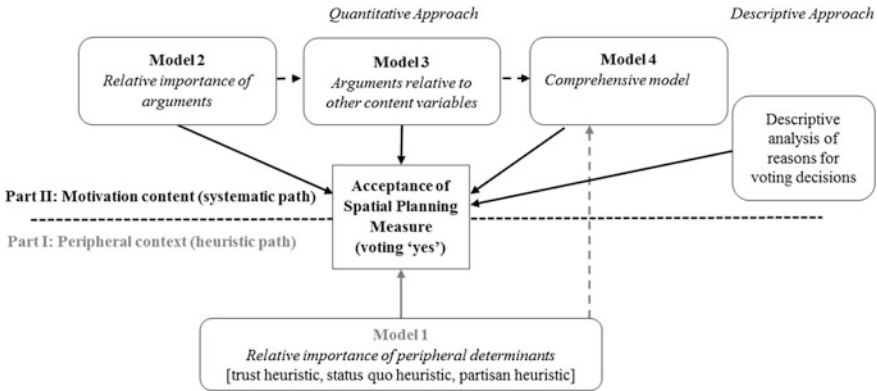 Quantitative Approach
Descriptive Approach
Model 2
Relative importance of
arguments
Model 3
Arguments relative to
other content variables
Model 4
Comprehensive model
Descriptive
analysis of
reasons for
voting decisions
Acceptance of
Spatial Planning
Measure
(voting ‘yes’)
Part II: Motivation content (systematic path)
Part I: Peripheral context (heuristic path)
Model 1
Relative importance of peripheral determinants
[trust heuristic, status quo heuristic, partisan heuristic]